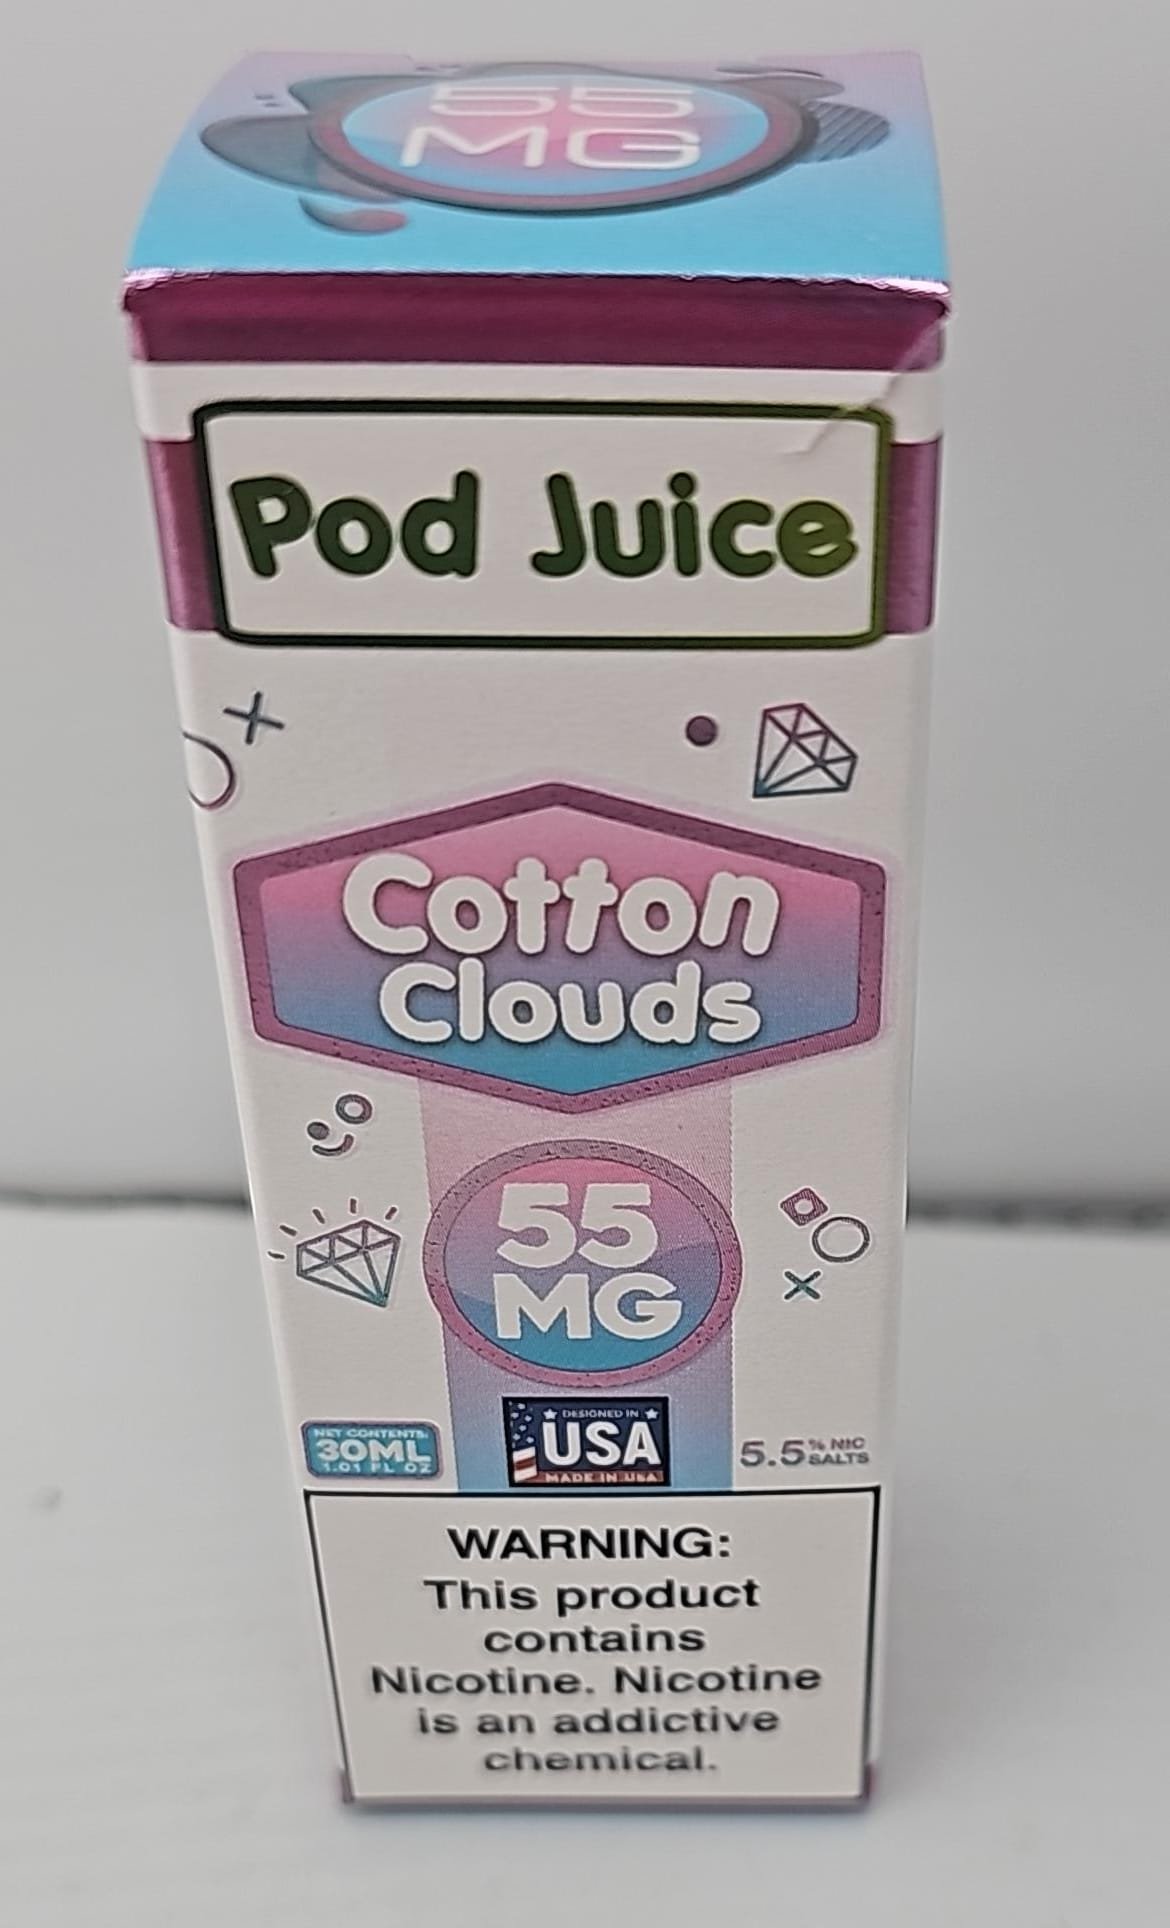 55
MG
Pod Juice
Cotton
Clouds
55
MG
DESIGNED IN
USA
MADE IN USA
NET CONTENTS:
30ML
1.01 FL OZ
5.5% NIC
SALTS
WARNING:
This product
contains
Nicotine. Nicotine
is an addictive
chemical.